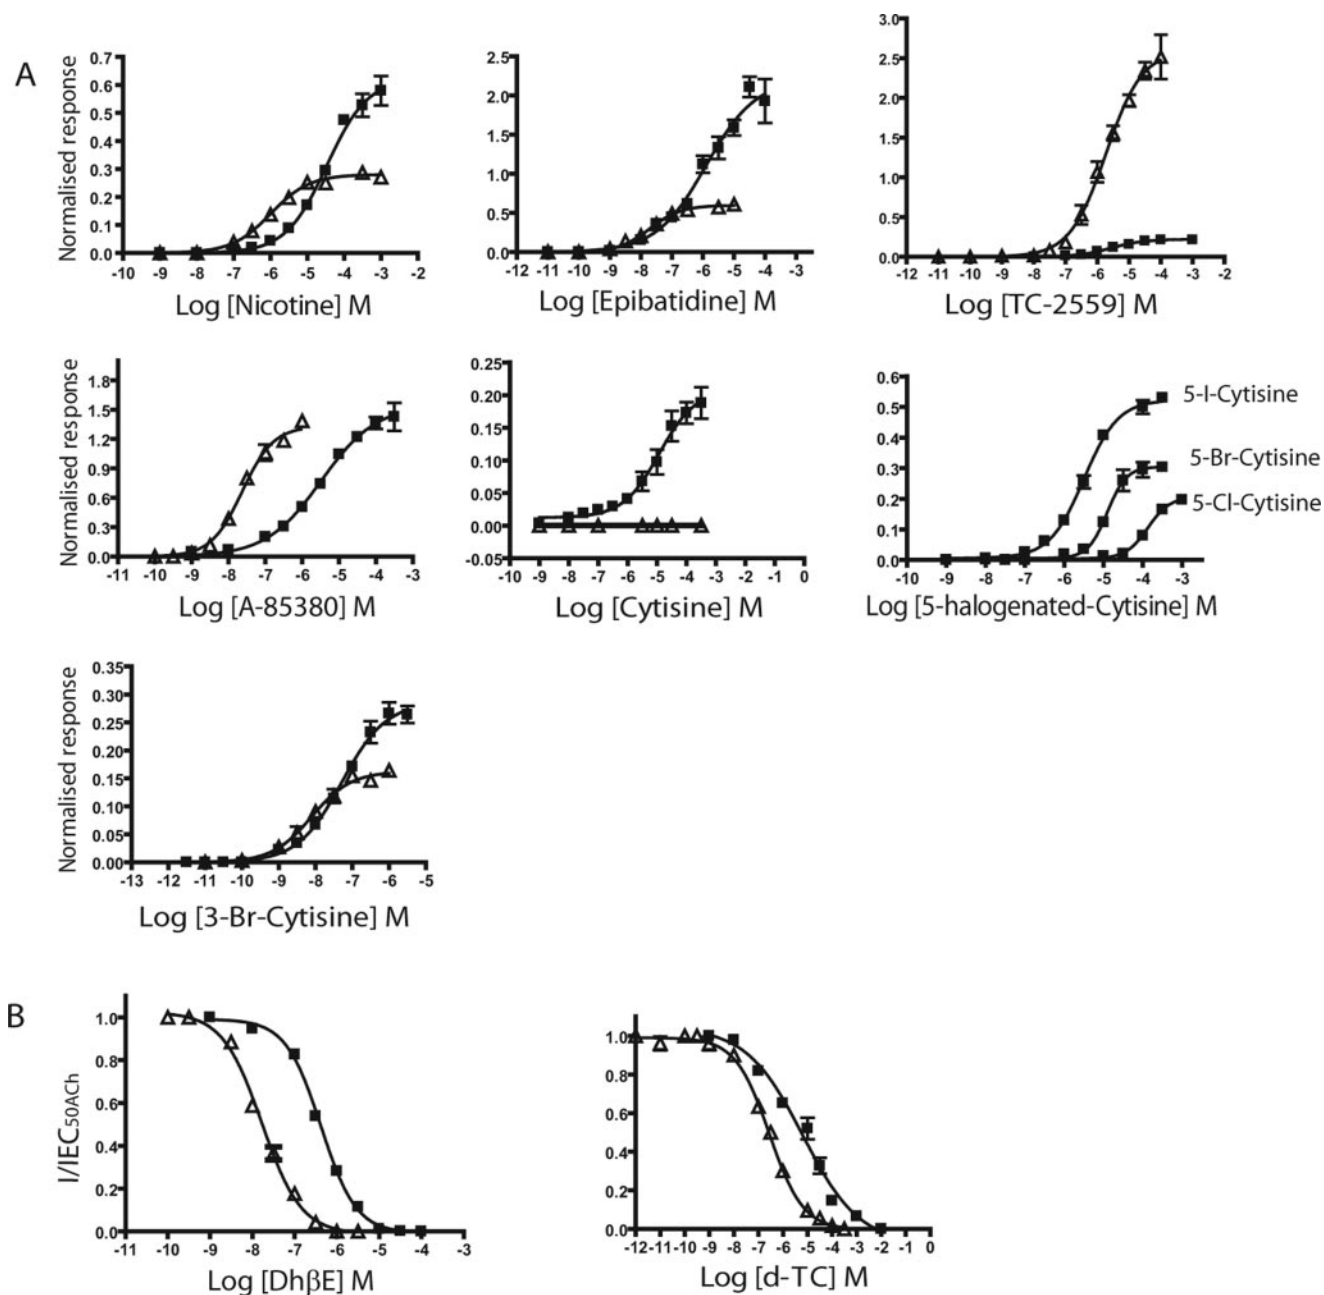 A
Normalised response
0.7
0.6
0.5
0.4
0.3
0.2
0.1
0.0
-10 -9 -8 -7 -6 -5 -4 -3 -2
Log [Nicotine] M
2.5
2.0
1.5
1.0
0.5
0.0
-12 -11 -10 -9 -8 -7 -6 -5 -4 -3
Log [Epibatidine] M
3.0
2.5
2.0
1.5
1.0
0.5
0.0
-12 -11 -10 -9 -8 -7 -6 -5 -4 -3 -2
Log [TC-2559] M
Normalised response
1.8
1.5
1.2
0.9
0.6
0.3
0.0
-11 -10 -9 -8 -7 -6 -5 -4 -3
Log [A-85380] M
0.25
0.20
0.15
0.10
0.05
0.00
-0.05
-10 -9 -8 -7 -6 -5 -4 -3 -2 -1 0
Log [Cytisine] M
0.6
0.5
0.4
0.3
0.2
0.1
0.0
-10 -9 -8 -7 -6 -5 -4 -3 -2
5-I-Cytisine
5-Br-Cytisine
5-Cl-Cytisine
Log [5-halogenated-Cytisine] M
Normalised response
0.35
0.30
0.25
0.20
0.15
0.10
0.05
0.00
-13 -12 -11 -10 -9 -8 -7 -6 -5
Log [3-Br-Cytisine] M
B
I/IEC50ACh
1.0
0.8
0.6
0.4
0.2
0.0
-11 -10 -9 -8 -7 -6 -5 -4 -3
Log [DhβE] M
1.0
0.8
0.6
0.4
0.2
0.0
-12 -11 -10 -9 -8 -7 -6 -5 -4 -3 -2 -1 0
Log [d-TC] M